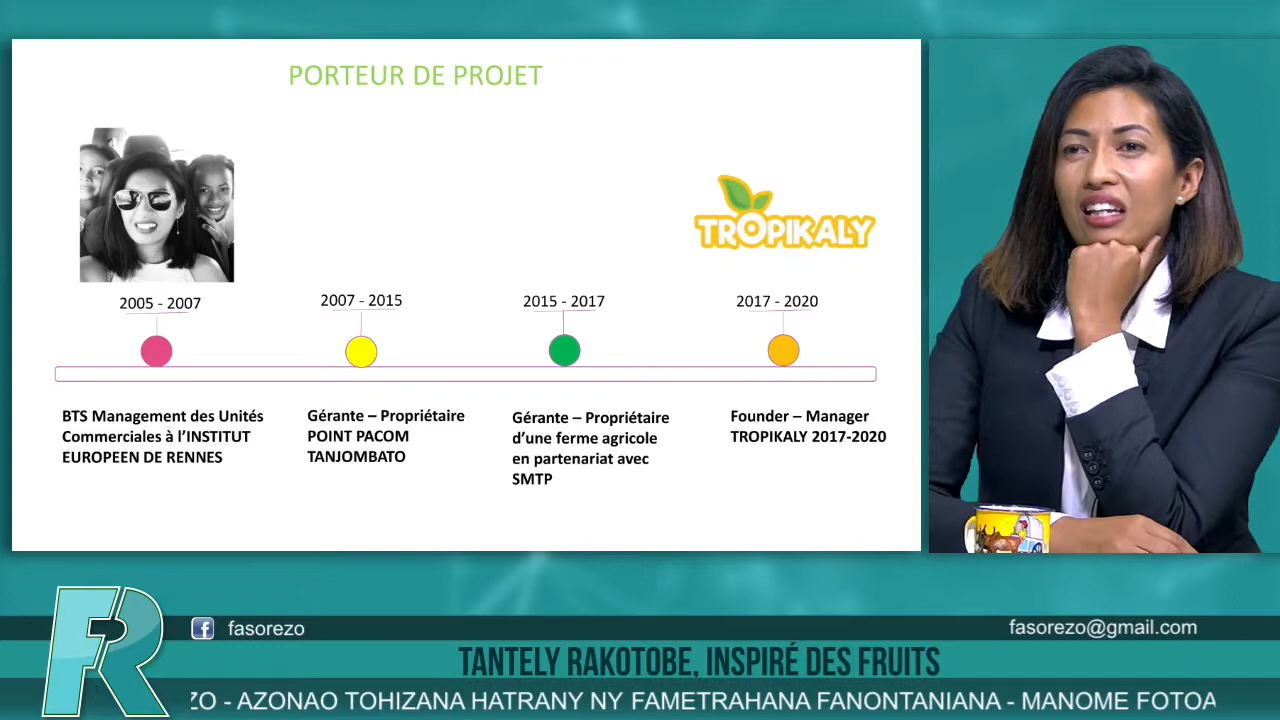 PORTEUR DE PROJET
TROPIKALY
2005 - 2007
2007 - 2015
2015 - 2017
2017 - 2020
BTS Management des Unités
Commerciales à l’INSTITUT
EUROPEEN DE RENNES
Gérante – Propriétaire
POINT PACOM
TANJOMBATO
Gérante – Propriétaire
d’une ferme agricole
en partenariat avec
SMTP
Founder – Manager
TROPIKALY 2017-2020
FR
fasorezo
fasorezo@gmail.com
TANTELY RAKOTOBE, INSPIRÉ DES FRUITS
ZO - AZONAO TOHIZANA HATRANY NY FAMETRAHANA FANONTANIANA - MANOME FOTOA